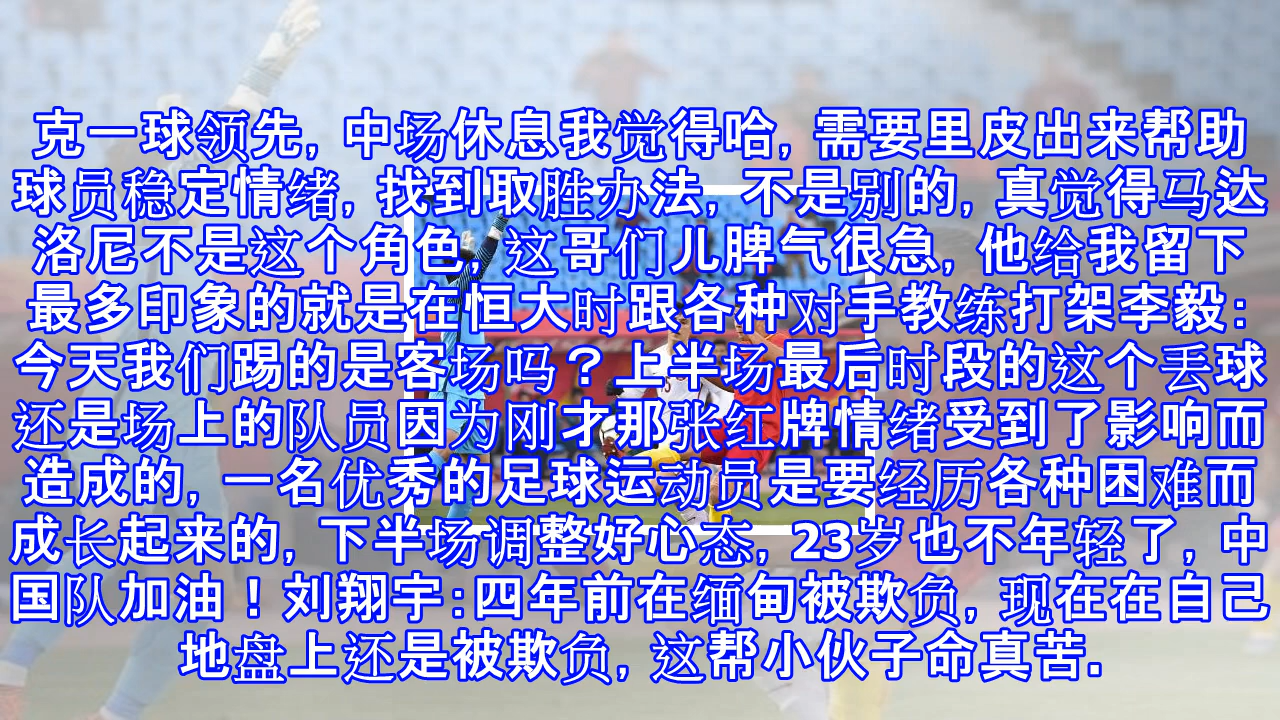 克一球领先, 中场休息我觉得哈, 需要里皮出来帮助
球员稳定情绪, 找到取胜办法, 不是别的, 真觉得马达
洛尼不是这个角色, 这哥们儿脾气很急, 他给我留下
最多印象的就是在恒大时跟各种对手教练打架李毅:
今天我们踢的是客场吗？上半场最后时段的这个丢球
还是场上的队员因为刚才那张红牌情绪受到了影响而
造成的, 一名优秀的足球运动员是要经历各种困难而
成长起来的, 下半场调整好心态, 23岁也不年轻了, 中
国队加油！刘翔宇:四年前在缅甸被欺负, 现在在自己
地盘上还是被欺负, 这帮小伙子命真苦.